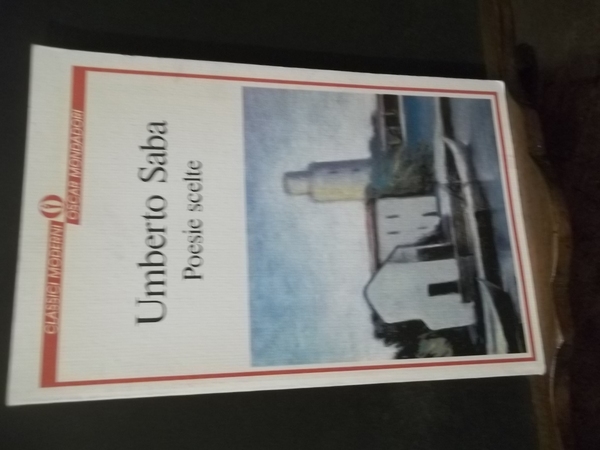 CLASSICI MODERNI OSCAR MONDADORI
Umberto Saba
Poesie scelte